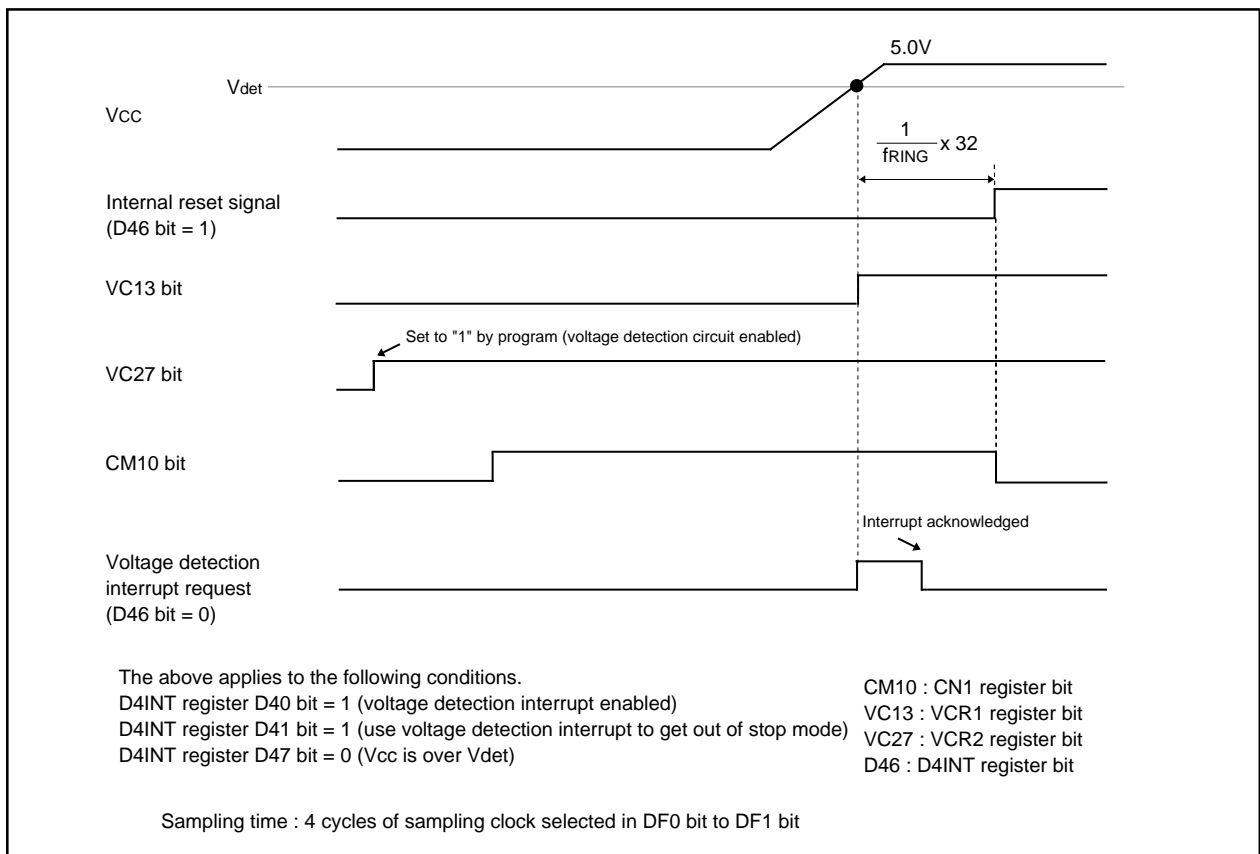 5.0V
Vdet
VCC
1
fRING
x 32
Internal reset signal
(D46 bit = 1)
VC13 bit
Set to "1" by program (voltage detection circuit enabled)
VC27 bit
CM10 bit
Interrupt acknowledged
Voltage detection
interrupt request
(D46 bit = 0)
The above applies to the following conditions.
D4INT register D40 bit = 1 (voltage detection interrupt enabled)
D4INT register D41 bit = 1 (use voltage detection interrupt to get out of stop mode)
D4INT register D47 bit = 0 (Vcc is over Vdet)
CM10 : CN1 register bit
VC13 : VCR1 register bit
VC27 : VCR2 register bit
D46 : D4INT register bit
Sampling time : 4 cycles of sampling clock selected in DF0 bit to DF1 bit